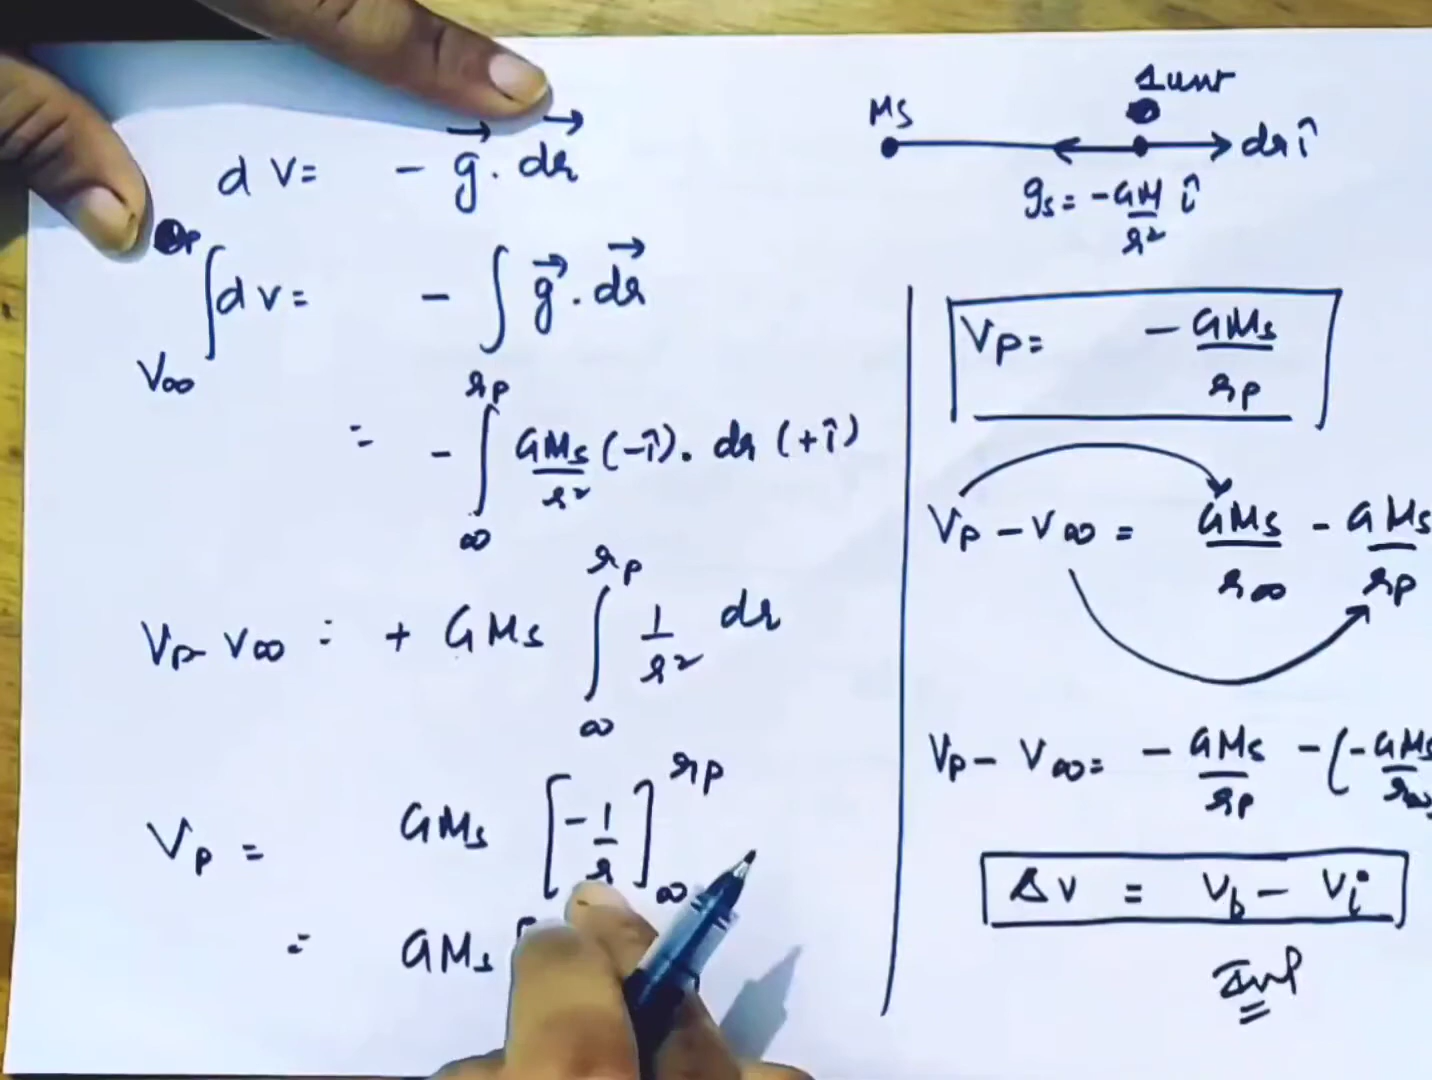 dV = - g⃗ . dr⃗
∫dV = - ∫ g⃗ . dr⃗
V∞
rp
= - ∫ GMs/r² (-î) . dr (+î)
∞
rp
Vp - V∞ = + GMs ∫ 1/r² dr
∞
Vp = GMs [-1/r]
rp
∞
= GMs [
1 unit
Ms
dr î
gs = -GM/r² î
Vp = - GMs/rp
Vp - V∞ = GMs/r∞ - GMs/rp
Vp - V∞ = - GMs/rp - (-GMs/r∞
ΔV = Vf - Vi
Imp